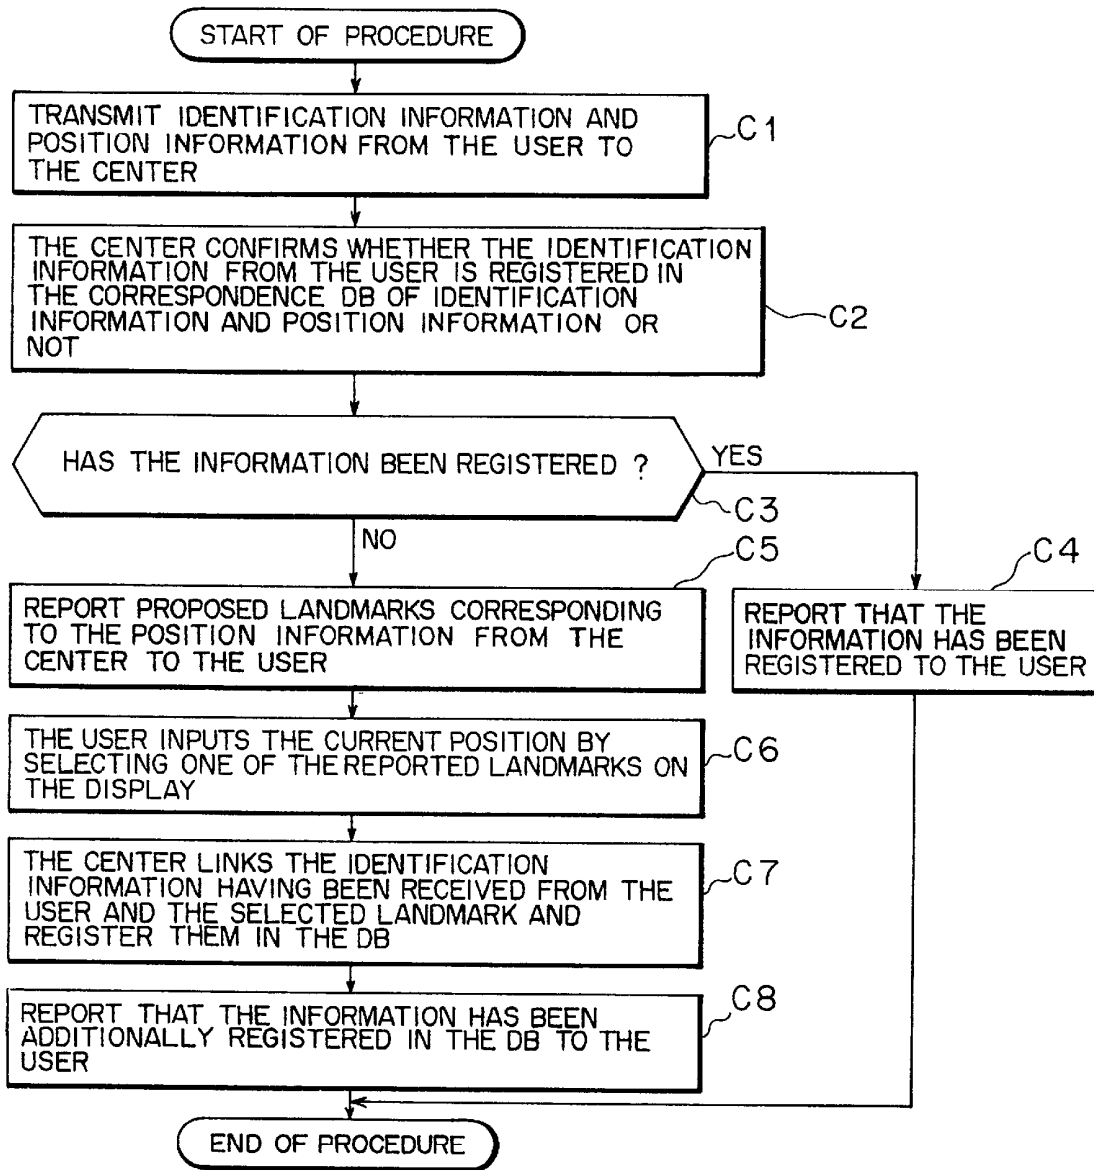 START OF PROCEDURE
TRANSMIT IDENTIFICATION INFORMATION AND
POSITION INFORMATION FROM THE USER TO
THE CENTER
C1
THE CENTER CONFIRMS WHETHER THE IDENTIFICATION
INFORMATION FROM THE USER IS REGISTERED IN
THE CORRESPONDENCE DB OF IDENTIFICATION
INFORMATION AND POSITION INFORMATION OR
NOT
C2
HAS THE INFORMATION BEEN REGISTERED ?
YES
C3
NO
C5
REPORT PROPOSED LANDMARKS CORRESPONDING
TO THE POSITION INFORMATION FROM THE
CENTER TO THE USER
C4
REPORT THAT THE
INFORMATION HAS BEEN
REGISTERED TO THE USER
THE USER INPUTS THE CURRENT POSITION BY
SELECTING ONE OF THE REPORTED LANDMARKS ON
THE DISPLAY
C6
THE CENTER LINKS THE IDENTIFICATION
INFORMATION HAVING BEEN RECEIVED FROM THE
USER AND THE SELECTED LANDMARK AND
REGISTER THEM IN THE DB
C7
REPORT THAT THE INFORMATION HAS BEEN
ADDITIONALLY REGISTERED IN THE DB TO THE
USER
C8
END OF PROCEDURE